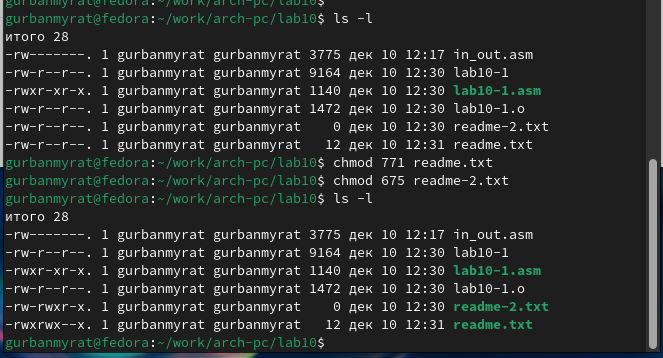 gurbanmyrat@fedora:~/work/arch-pc/lab10$
gurbanmyrat@fedora:~/work/arch-pc/lab10$ ls -l
итого 28
-rw-------. 1 gurbanmyrat gurbanmyrat 3775 дек 10 12:17 in_out.asm
-rw-r--r--. 1 gurbanmyrat gurbanmyrat 9164 дек 10 12:30 lab10-1
-rwxr-xr-x. 1 gurbanmyrat gurbanmyrat 1140 дек 10 12:30 lab10-1.asm
-rw-r--r--. 1 gurbanmyrat gurbanmyrat 1472 дек 10 12:30 lab10-1.o
-rw-r--r--. 1 gurbanmyrat gurbanmyrat    0 дек 10 12:30 readme-2.txt
-rw-r--r--. 1 gurbanmyrat gurbanmyrat   12 дек 10 12:31 readme.txt
gurbanmyrat@fedora:~/work/arch-pc/lab10$ chmod 771 readme.txt
gurbanmyrat@fedora:~/work/arch-pc/lab10$ chmod 675 readme-2.txt
gurbanmyrat@fedora:~/work/arch-pc/lab10$ ls -l
итого 28
-rw-------. 1 gurbanmyrat gurbanmyrat 3775 дек 10 12:17 in_out.asm
-rw-r--r--. 1 gurbanmyrat gurbanmyrat 9164 дек 10 12:30 lab10-1
-rwxr-xr-x. 1 gurbanmyrat gurbanmyrat 1140 дек 10 12:30 lab10-1.asm
-rw-r--r--. 1 gurbanmyrat gurbanmyrat 1472 дек 10 12:30 lab10-1.o
-rw-rwxr-x. 1 gurbanmyrat gurbanmyrat    0 дек 10 12:30 readme-2.txt
-rwxrwx--x. 1 gurbanmyrat gurbanmyrat   12 дек 10 12:31 readme.txt
gurbanmyrat@fedora:~/work/arch-pc/lab10$